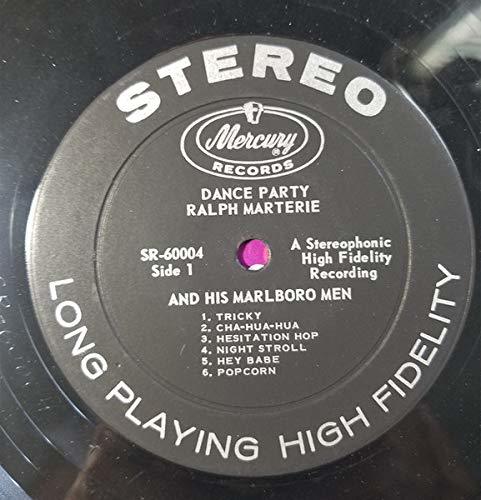 STEREO
Mercury
®
RECORDS
DANCE PARTY
RALPH MARTERIE
SR-60004
Side 1
A Stereophonic
High Fidelity
Recording
AND HIS MARLBORO MEN
1. TRICKY
2. CHA-HUA-HUA
3. HESITATION HOP
4. NIGHT STROLL
5. HEY BABE
6. POPCORN
LONG PLAYING HIGH FIDELITY